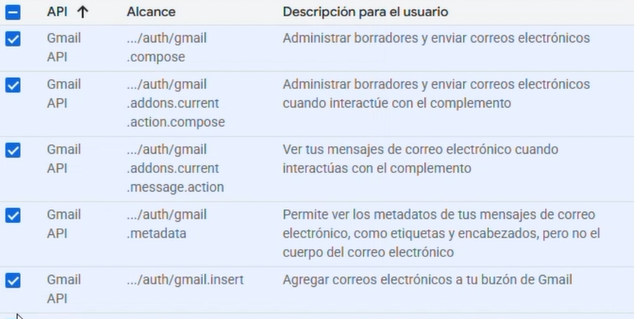 API ↑ Alcance Descripción para el usuario
Gmail API .../auth/gmail Administrar borradores y enviar correos electrónicos
.compose
Gmail API .../auth/gmail Administrar borradores y enviar correos electrónicos
.addons.current cuando interactúe con el complemento
.action.compose
Gmail API .../auth/gmail Ver tus mensajes de correo electrónico cuando
.addons.current interactúas con el complemento
.message.action
Gmail API .../auth/gmail Permite ver los metadatos de tus mensajes de correo
.metadata electrónico, como etiquetas y encabezados, pero no el
cuerpo del correo electrónico
Gmail API .../auth/gmail.insert Agregar correos electrónicos a tu buzón de Gmail